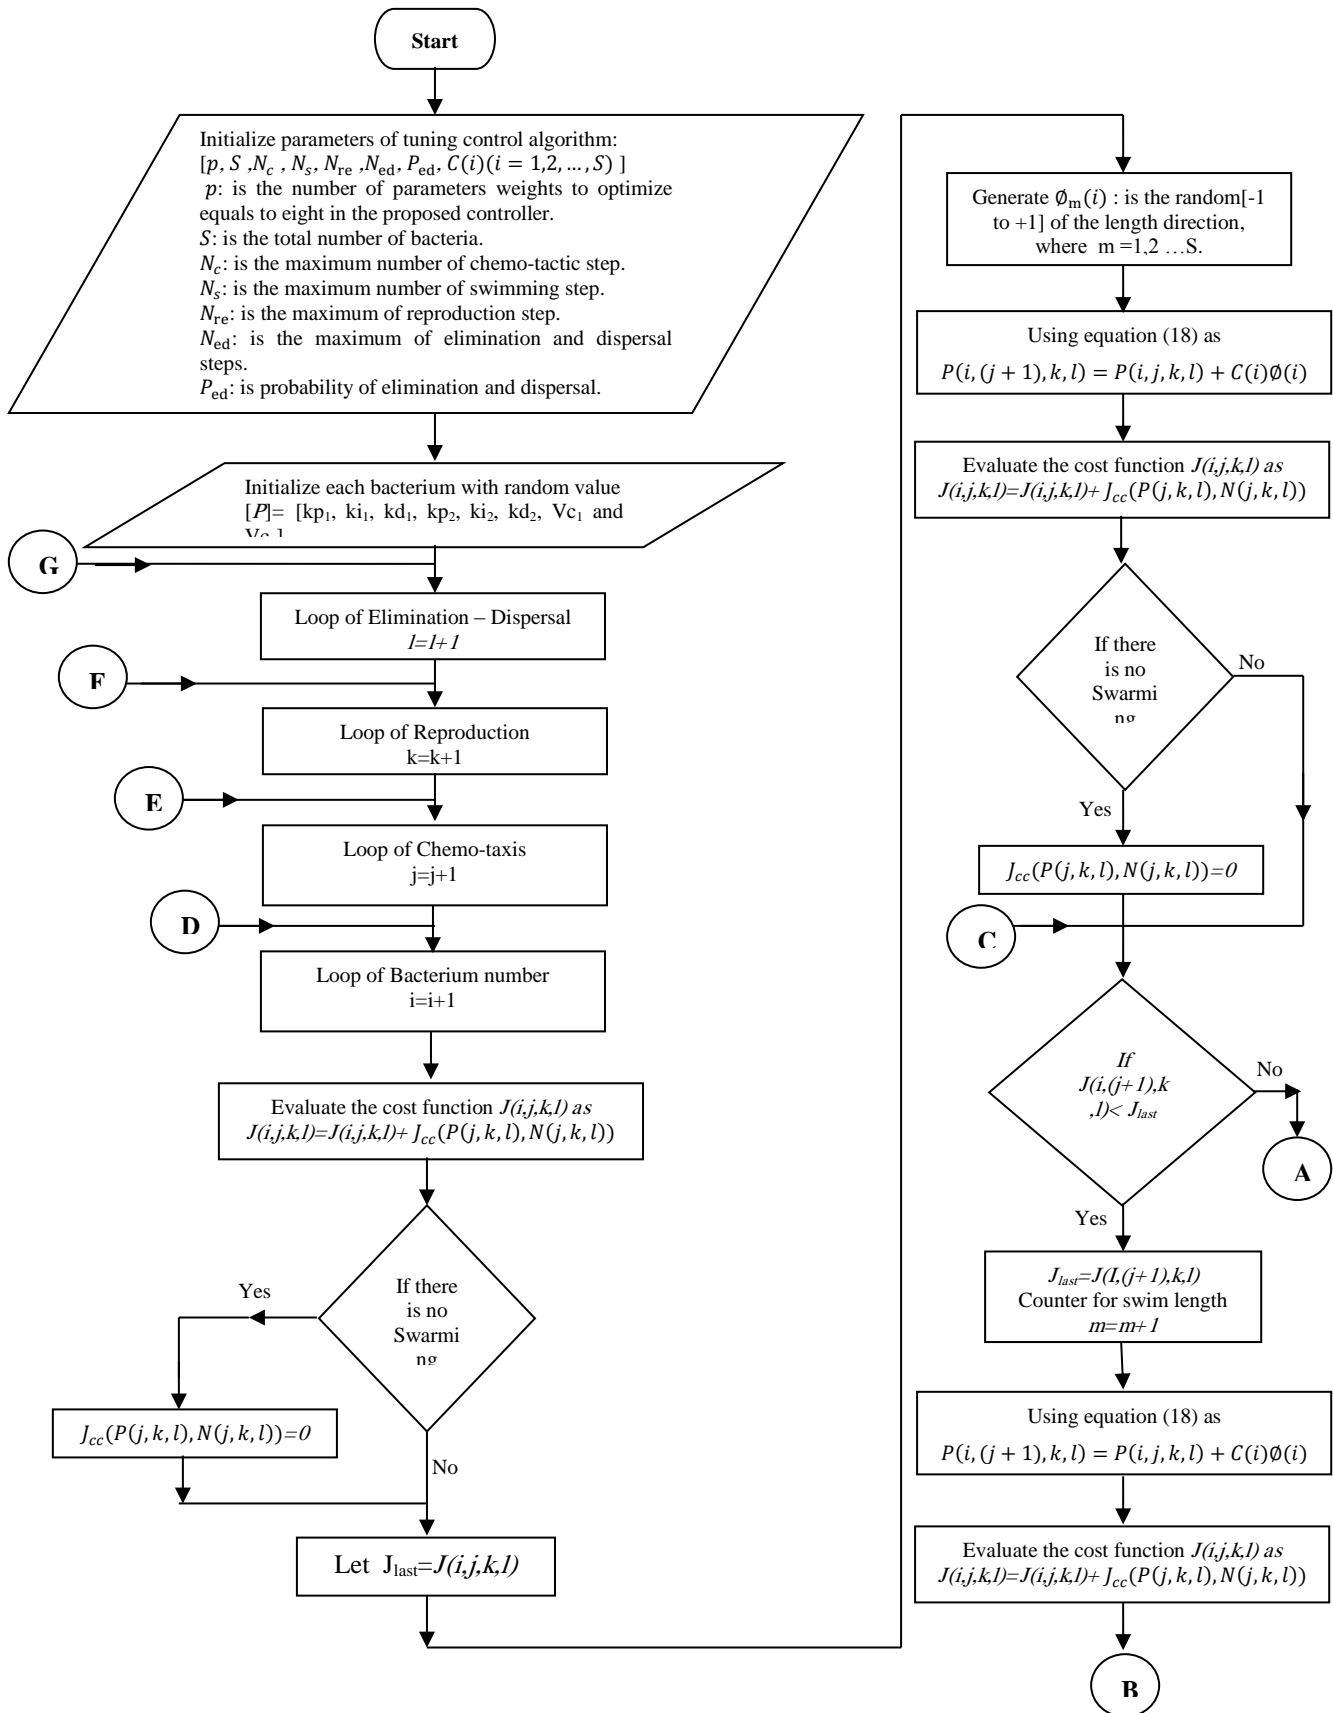 Start
Initialize parameters of tuning control algorithm:
[p, S ,N_c , N_s, N_re ,N_ed, P_ed, C(i)(i = 1,2, … , S) ]
p: is the number of parameters weights to optimize
equals to eight in the proposed controller.
S: is the total number of bacteria.
N_c: is the maximum number of chemo-tactic step.
N_s: is the maximum number of swimming step.
N_re: is the maximum of reproduction step.
N_ed: is the maximum of elimination and dispersal
steps.
P_ed: is probability of elimination and dispersal.
Initialize each bacterium with random value
[P]= [kp₁, ki₁, kd₁, kp₂, ki₂, kd₂, Vc₁ and
Vc₂]
G
Loop of Elimination – Dispersal
l=l+1
F
Loop of Reproduction
k=k+1
E
Loop of Chemo-taxis
j=j+1
D
Loop of Bacterium number
i=i+1
Evaluate the cost function J(i,j,k,l) as
J(i,j,k,l)=J(i,j,k,l)+ J_cc(P(j, k, l), N(j, k, l))
If there
is no
Swarmi
ng
Yes
J_cc(P(j, k, l), N(j, k, l))=0
No
Let J_last=J(i,j,k,l)
Generate ∅_m(i) : is the random[-1
to +1] of the length direction,
where m =1,2 …S.
Using equation (18) as
P(i, (j + 1), k, l) = P(i, j, k, l) + C(i)∅(i)
Evaluate the cost function J(i,j,k,l) as
J(i,j,k,l)=J(i,j,k,l)+ J_cc(P(j, k, l), N(j, k, l))
If there
is no
Swarmi
ng
No
Yes
J_cc(P(j, k, l), N(j, k, l))=0
C
If
J(i,(j+1),k
,l)< J_last
No
A
Yes
J_last=J(I,(j+1),k,l)
Counter for swim length
m=m+1
Using equation (18) as
P(i, (j + 1), k, l) = P(i, j, k, l) + C(i)∅(i)
Evaluate the cost function J(i,j,k,l) as
J(i,j,k,l)=J(i,j,k,l)+ J_cc(P(j, k, l), N(j, k, l))
B